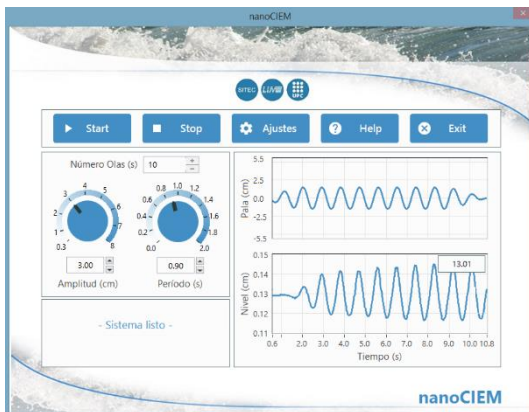 nanoCIEM
SITEC LIM UPC
Start Stop Ajustes Help Exit
Número Olas (s) 10
0.3 2 3 4 5 6 7 8
0.0 0.2 0.4 0.6 0.8 1.0 1.2 1.4 1.6 1.8 2.0
3.00 0.90
Amplitud (cm) Período (s)
- Sistema listo -
Pala (cm)
5.5
2.5
0.0
-2.5
-5.5
Nivel (cm)
0.15
0.14
0.13
0.12
0.11
13.01
0.6 2.0 3.0 4.0 5.0 6.0 7.0 8.0 9.0 10.0 10.8
Tiempo (s)
nanoCIEM